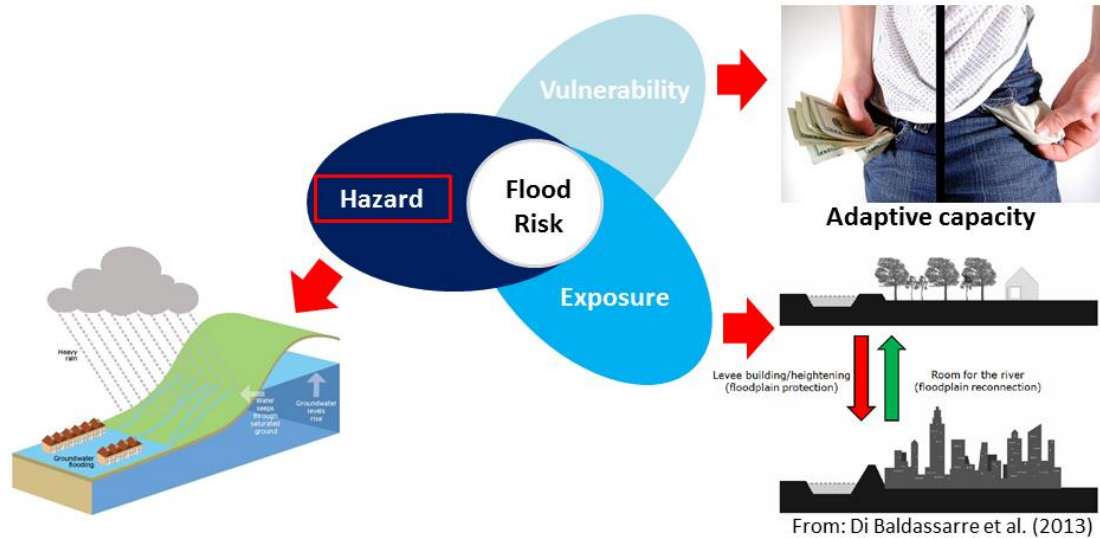 Vulnerability
Hazard
Flood
Risk
Exposure
Adaptive capacity
Heavy
rain
Water
seeps
through
saturated
ground
Groundwater
levels
rise
Groundwater
flooding
Levee building/heightening
(floodplain protection)
Room for the river
(floodplain reconnection)
From: Di Baldassarre et al. (2013)